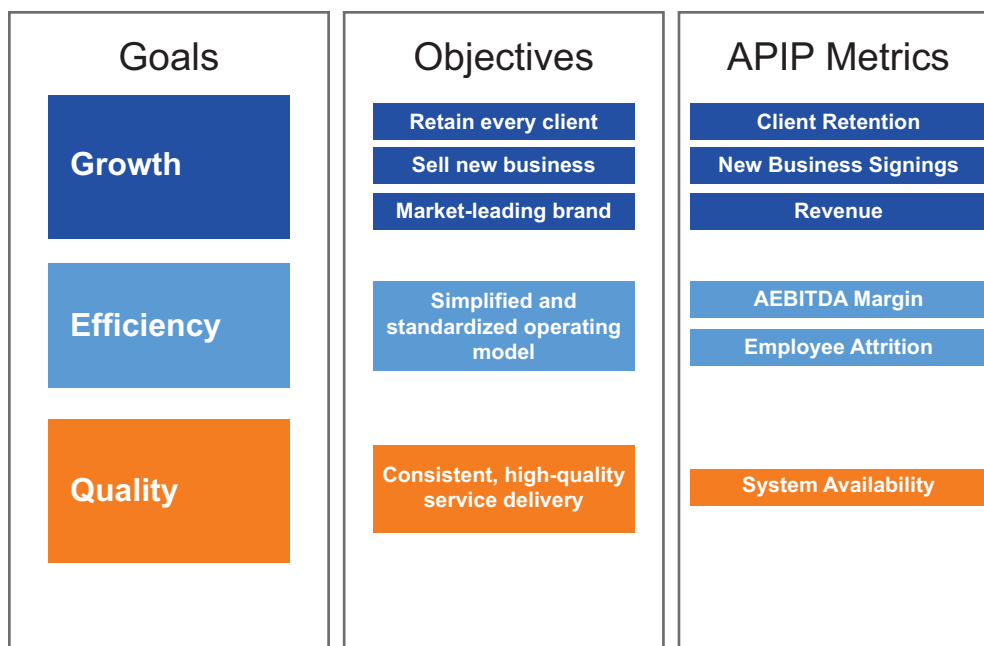 Goals
Growth
Efficiency
Quality
Objectives
Retain every client
Sell new business
Market-leading brand
Simplified and
standardized operating
model
Consistent, high-quality
service delivery
APIP Metrics
Client Retention
New Business Signings
Revenue
AEBITDA Margin
Employee Attrition
System Availability